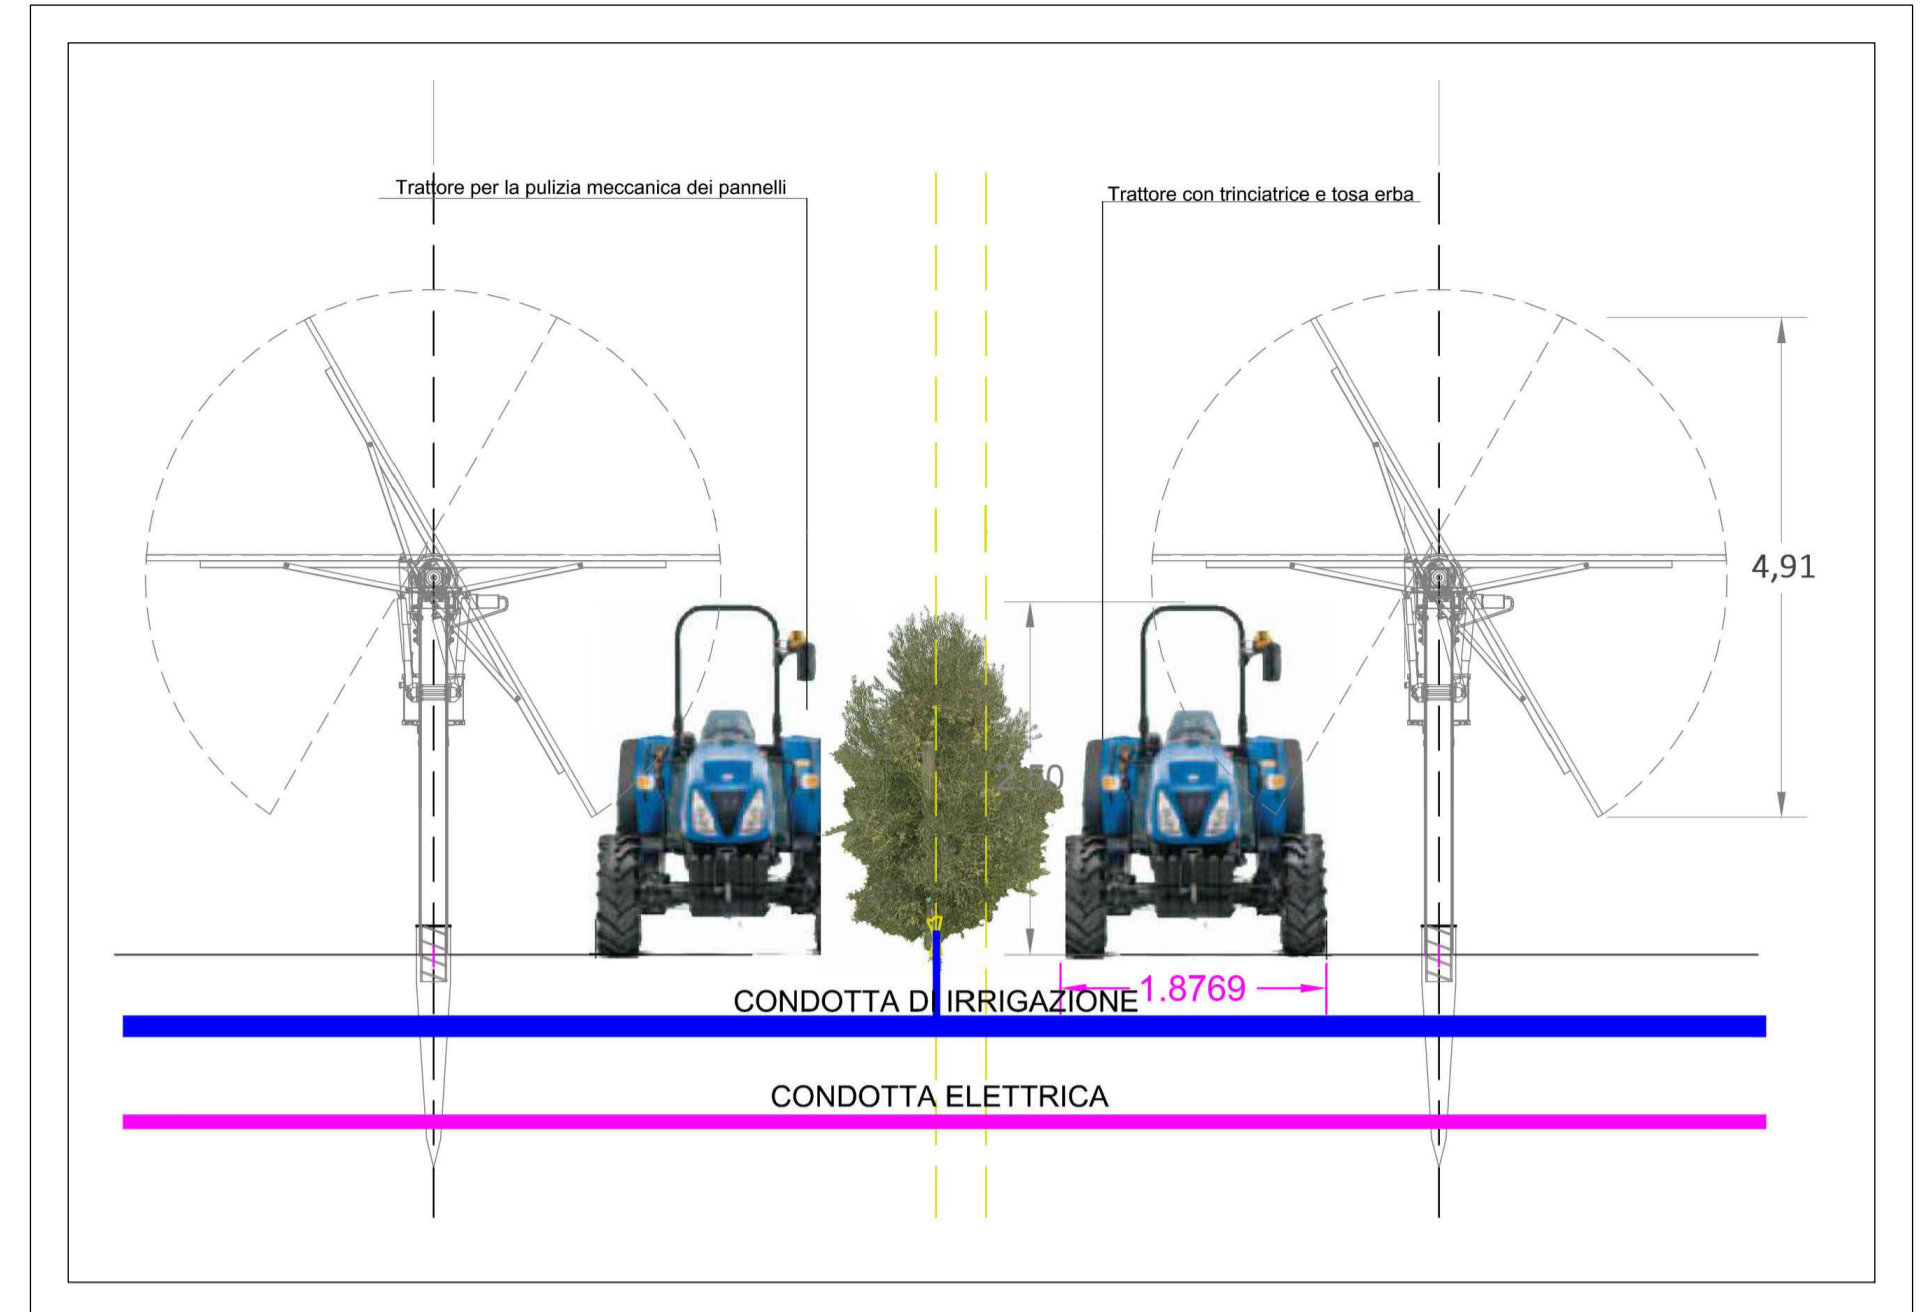 Trattore per la pulizia meccanica dei pannelli
Trattore con trinciatrice e tosa erba
4,91
2.50
1.8769
CONDOTTA DI IRRIGAZIONE
CONDOTTA ELETTRICA